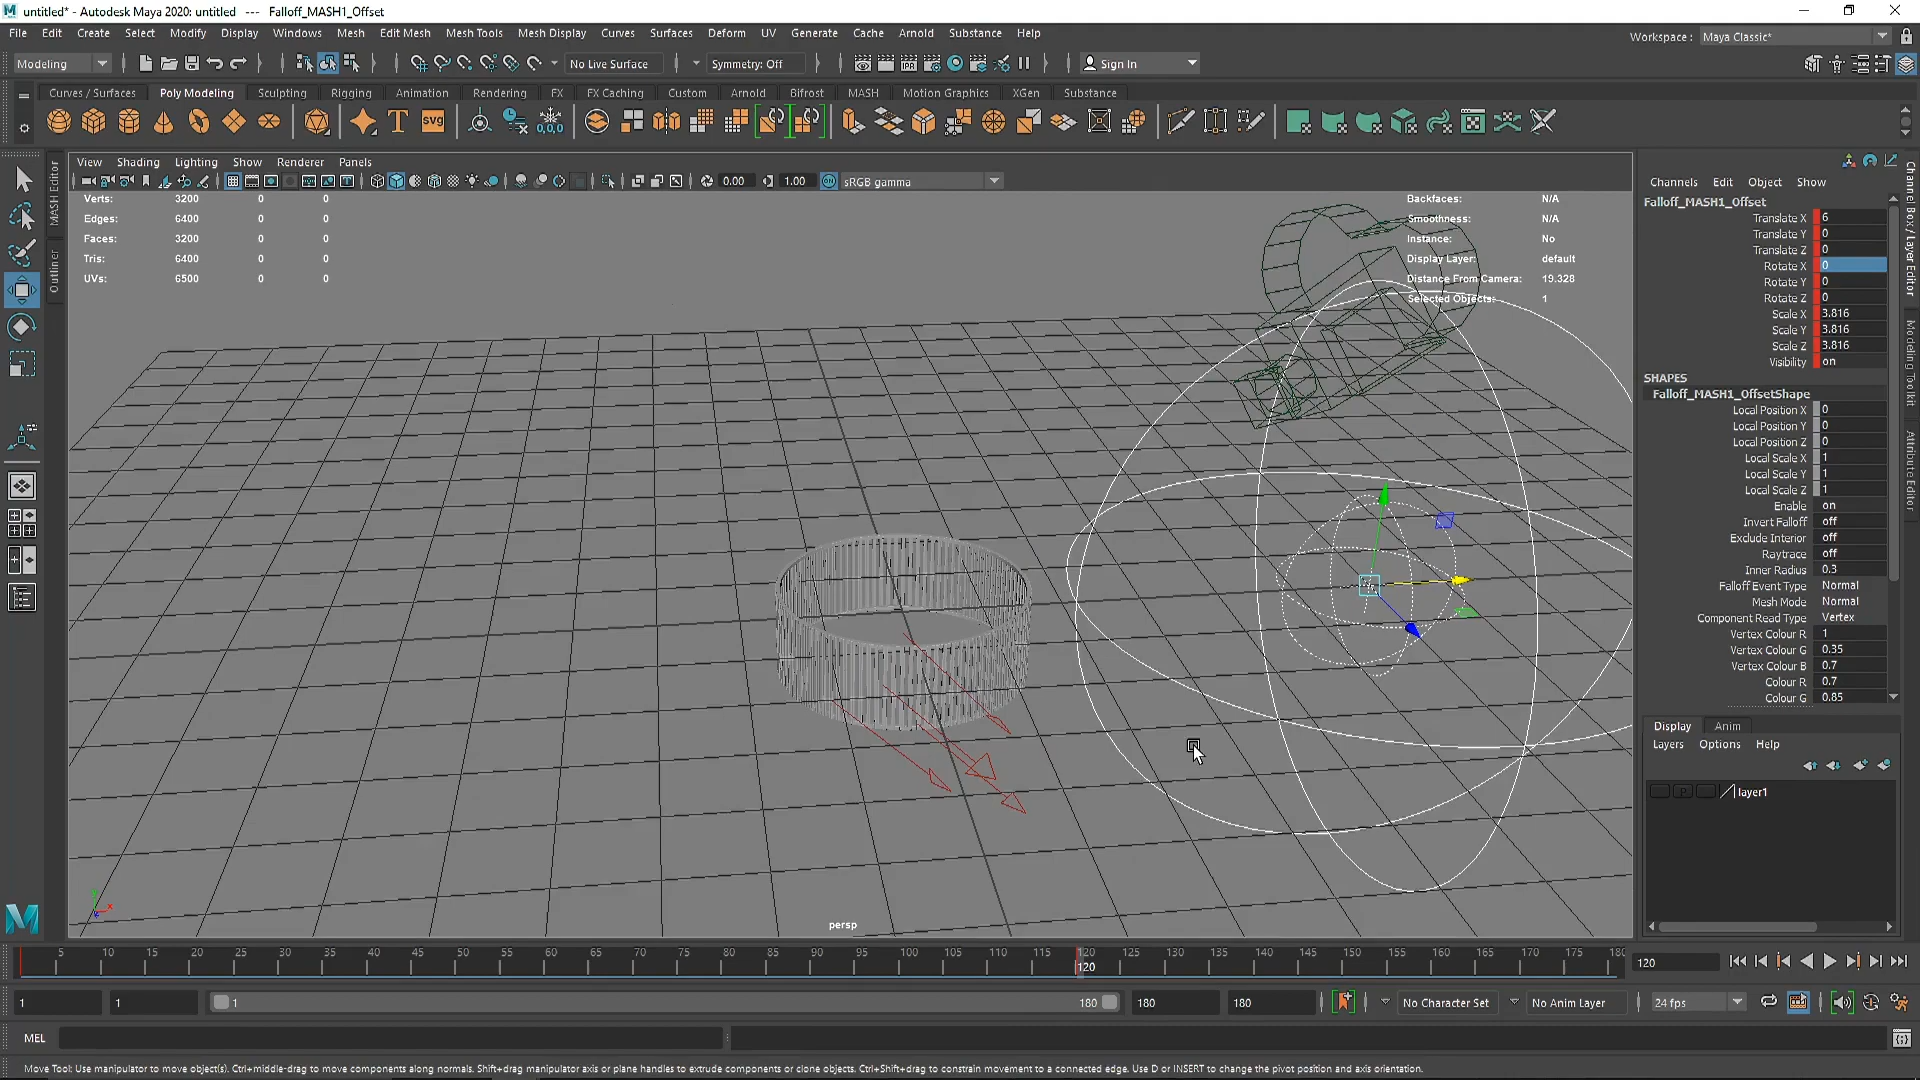 untitled* - Autodesk Maya 2020: untitled   ---   Falloff_MASH1_Offset
File Edit Create Select Modify Display Windows Mesh Edit Mesh Mesh Tools Mesh Display Curves Surfaces Deform UV Generate Cache Arnold Substance Help
Workspace : Maya Classic*
Modeling No Live Surface Symmetry: Off Sign In
Curves / Surfaces Poly Modeling Sculpting Rigging Animation Rendering FX FX Caching Custom Arnold Bifrost MASH Motion Graphics XGen Substance
View Shading Lighting Show Renderer Panels
0.00 1.00 sRGB gamma
MASH Editor
Outliner
Verts: 3200 0 0
Edges: 6400 0 0
Faces: 3200 0 0
Tris: 6400 0 0
UVs: 6500 0 0
Backfaces: N/A
Smoothness: N/A
Instance: No
Display Layer: default
Distance From Camera: 19.328
Selected Objects: 1
persp
Channels Edit Object Show
Falloff_MASH1_Offset
Translate X 6
Translate Y 0
Translate Z 0
Rotate X 0
Rotate Y 0
Rotate Z 0
Scale X 3.816
Scale Y 3.816
Scale Z 3.816
Visibility on
SHAPES
Falloff_MASH1_OffsetShape
Local Position X 0
Local Position Y 0
Local Position Z 0
Local Scale X 1
Local Scale Y 1
Local Scale Z 1
Enable on
Invert Falloff off
Exclude Interior off
Raytrace off
Inner Radius 0.3
Falloff Event Type Normal
Mesh Mode Normal
Component Read Type Vertex
Vertex Colour R 1
Vertex Colour G 0.35
Vertex Colour B 0.7
Colour R 0.7
Colour G 0.85
Channel Box / Layer Editor
Modeling Toolkit
Attribute Editor
Display Anim
Layers Options Help
layer1
5 10 15 20 25 30 35 40 45 50 55 60 65 70 75 80 85 90 95 100 105 110 115 120 125 130 135 140 145 150 155 160 165 170 175 180
120
120
1 1 1 180 180 180 No Character Set No Anim Layer 24 fps
MEL
Move Tool: Use manipulator to move object(s). Ctrl+middle-drag to move components along normals. Shift+drag manipulator axis or plane handles to extrude components or clone objects. Ctrl+Shift+drag to constrain movement to a connected edge. Use D or INSERT to change the pivot position and axis orientation.